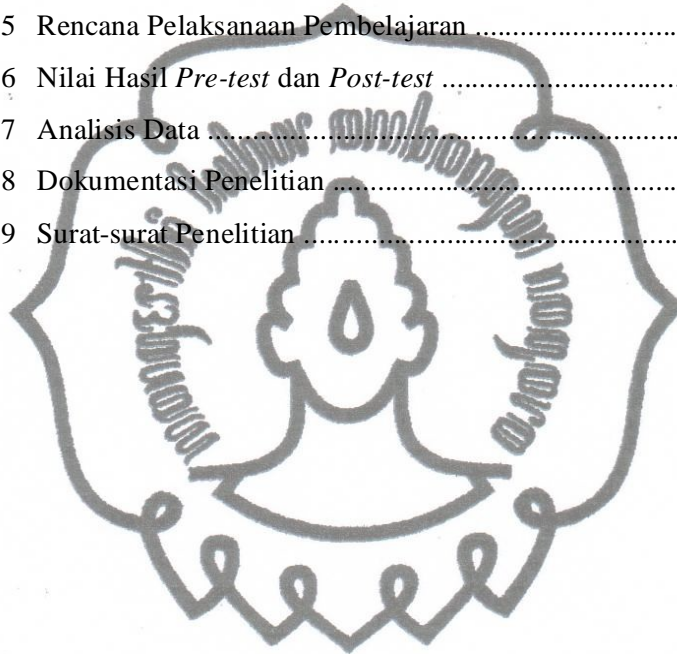 5 Rencana Pelaksanaan Pembelajaran ...............................
6 Nilai Hasil Pre-test dan Post-test ....................................
7 Analisis Data .....................................................................
8 Dokumentasi Penelitian ....................................................
9 Surat-surat Penelitian ........................................................